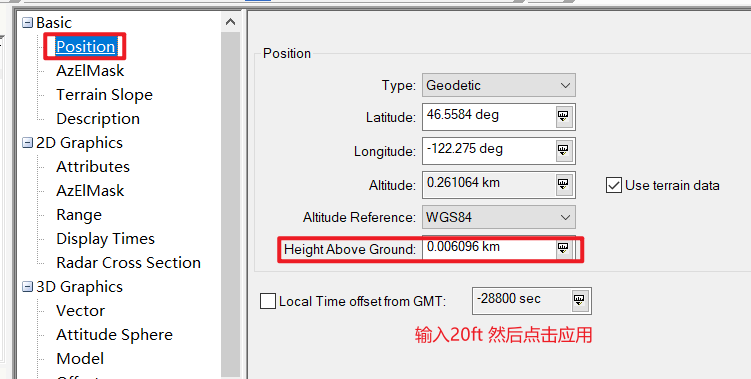 Basic
Position
AzElMask
Terrain Slope
Description
2D Graphics
Attributes
AzElMask
Range
Display Times
Radar Cross Section
3D Graphics
Vector
Attitude Sphere
Model
Position
Type: Geodetic
Latitude: 46.5584 deg
Longitude: -122.275 deg
Altitude: 0.261064 km Use terrain data
Altitude Reference: WGS84
Height Above Ground: 0.006096 km
Local Time offset from GMT: -28800 sec
输入20ft 然后点击应用